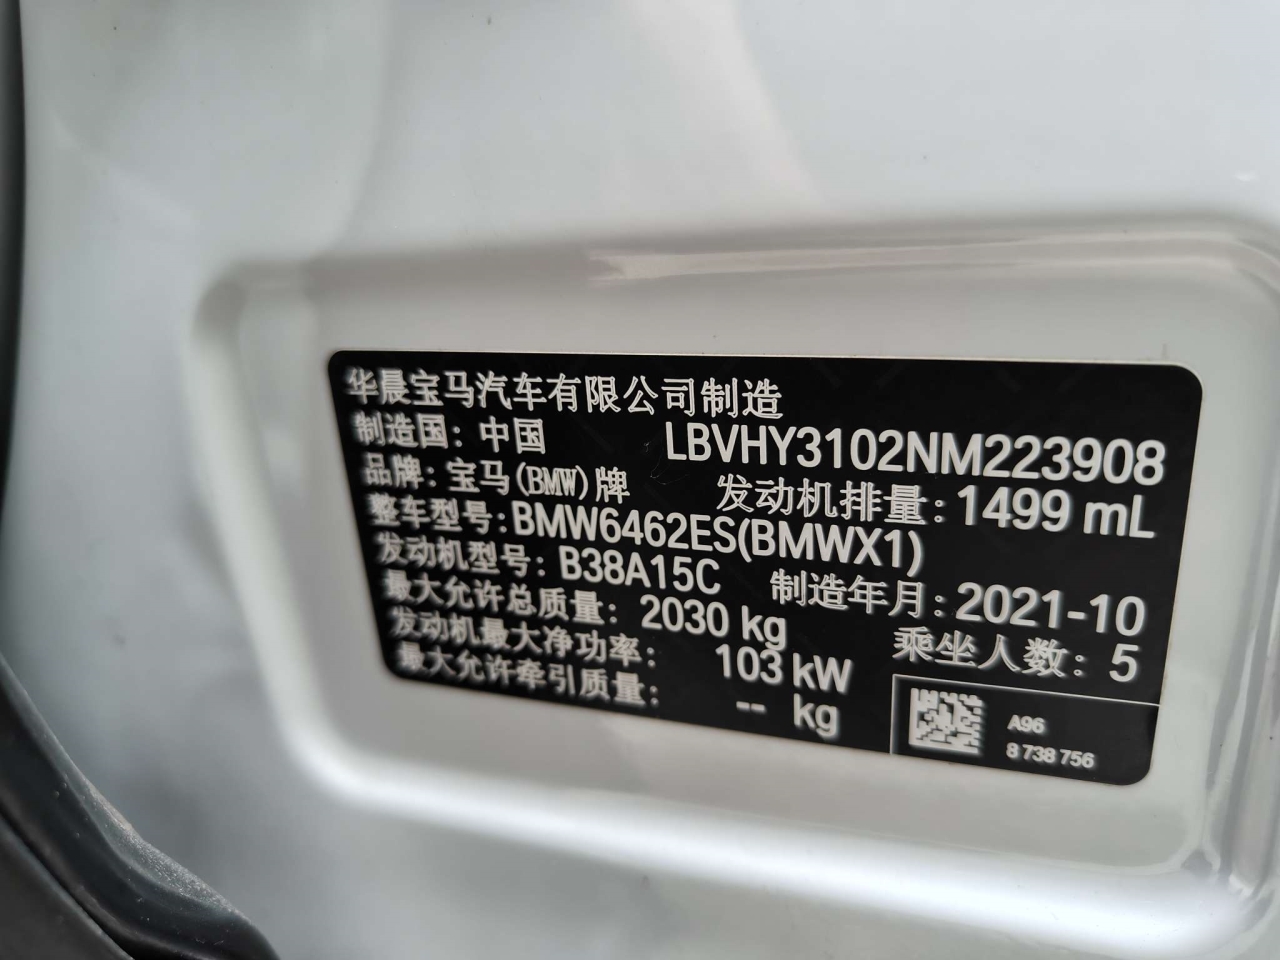 华晨宝马汽车有限公司制造
制造国：中国 LBVHY3102NM223908
品牌：宝马(BMW)牌 发动机排量：1499 mL
整车型号：BMW6462ES(BMWX1)
发动机型号：B38A15C 制造年月：2021-10
最大允许总质量：2030 kg 乘坐人数：5
发动机最大净功率：103 kW
最大允许牵引质量：-- kg
A96
8 738 756